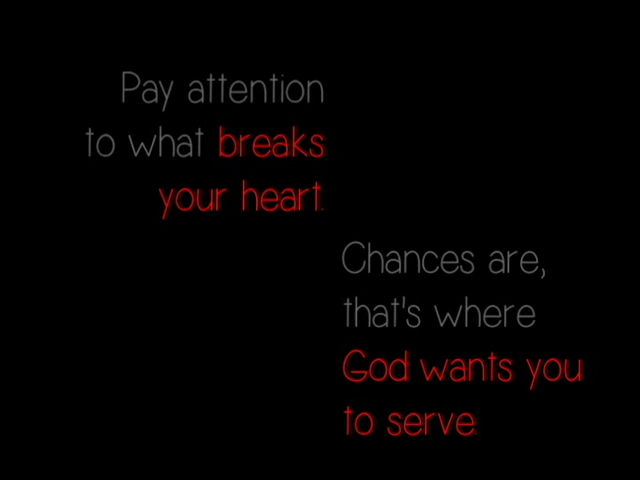 Pay attention
to what breaks
your heart.
Chances are,
that's where
God wants you
to serve.